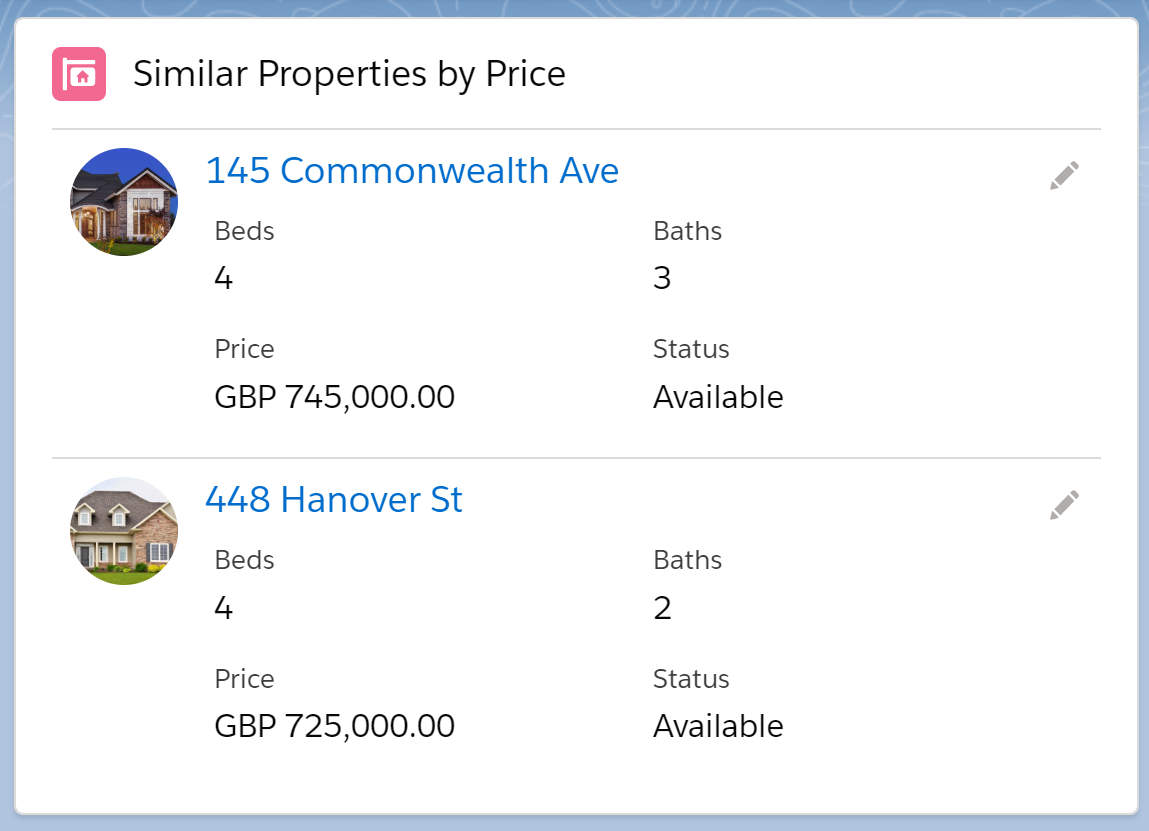 Similar Properties by Price
145 Commonwealth Ave
Beds Baths
4 3
Price Status
GBP 745,000.00 Available
448 Hanover St
Beds Baths
4 2
Price Status
GBP 725,000.00 Available